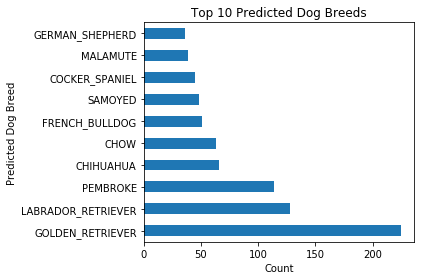 Top 10 Predicted Dog Breeds
Predicted Dog Breed
GERMAN_SHEPHERD
MALAMUTE
COCKER_SPANIEL
SAMOYED
FRENCH_BULLDOG
CHOW
CHIHUAHUA
PEMBROKE
LABRADOR_RETRIEVER
GOLDEN_RETRIEVER
0 50 100 150 200
Count